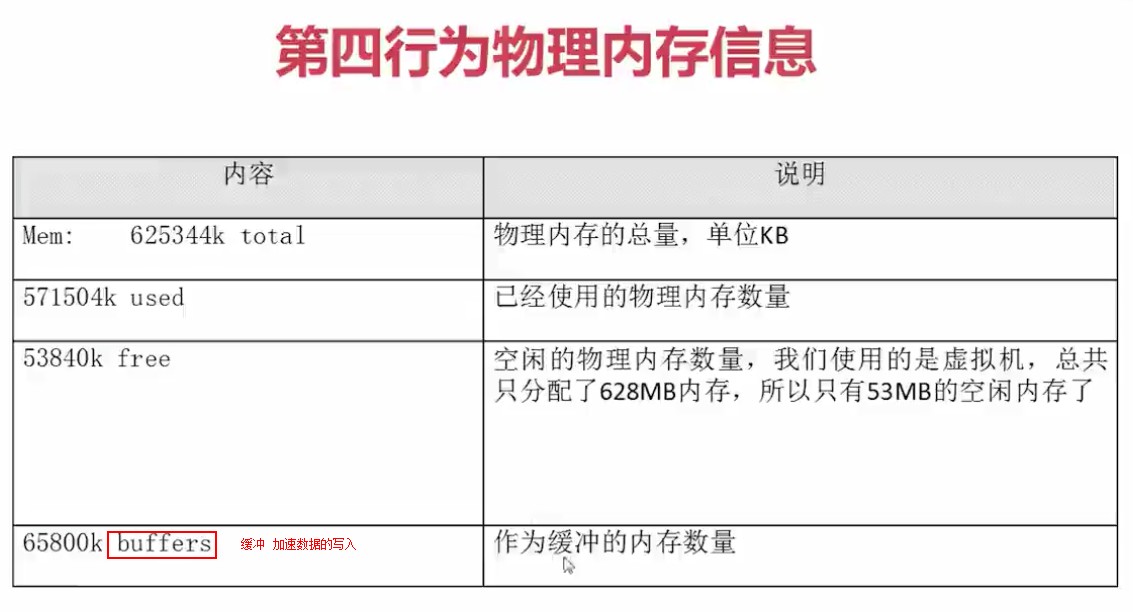 第四行为物理内存信息
内容 说明
Mem: 625344k total 物理内存的总量，单位KB
571504k used 已经使用的物理内存数量
53840k free 空闲的物理内存数量，我们使用的是虚拟机，总共
只分配了628MB内存，所以只有53MB的空闲内存了
65800k buffers 缓冲 加速数据的写入 作为缓冲的内存数量